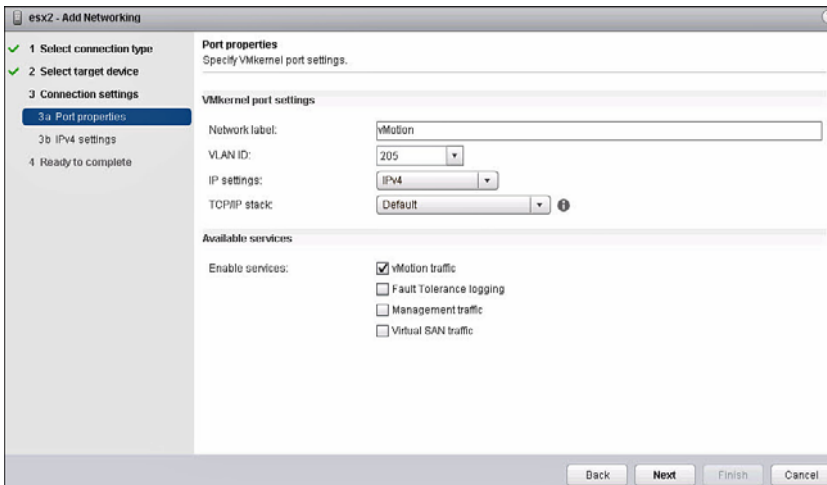 esx2 - Add Networking
1 Select connection type
2 Select target device
3 Connection settings
3a Port properties
3b IPv4 settings
4 Ready to complete
Port properties
Specify VMkernel port settings.
VMkernel port settings
Network label: vMotion
VLAN ID: 205
IP settings: IPv4
TCP/IP stack: Default
Available services
Enable services: vMotion traffic
Fault Tolerance logging
Management traffic
Virtual SAN traffic
Back Next Finish Cancel